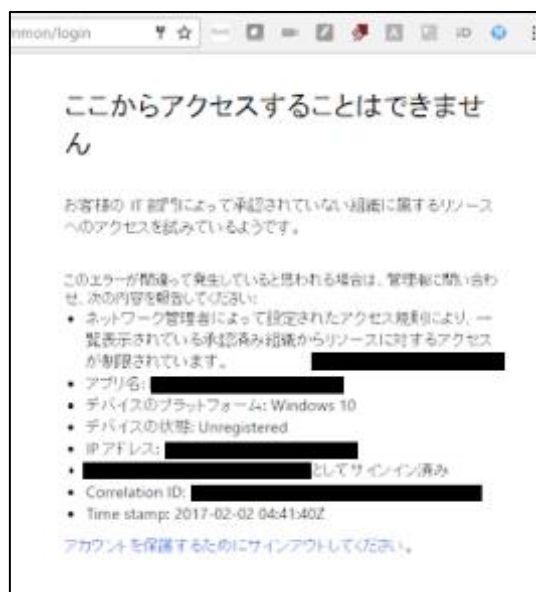 nmon/login
ここからアクセスすることはできませ
ん
お客様の IT 部門によって承認されていない組織に属するリソース
へのアクセスを試みているようです。
このエラーが間違って発生していると思われる場合は、管理者に問い合わ
せ、次の内容を報告してください:
• ネットワーク管理者によって設定されたアクセス規則により、一
覧表示されている承認済み組織からリソースに対するアクセス
が制限されています。
• アプリ名:
• デバイスのプラットフォーム: Windows 10
• デバイスの状態: Unregistered
• IP アドレス:
• としてサインイン済み
• Correlation ID:
• Time stamp: 2017-02-02 04:41:40Z
アカウントを保護するためにサインアウトしてください。